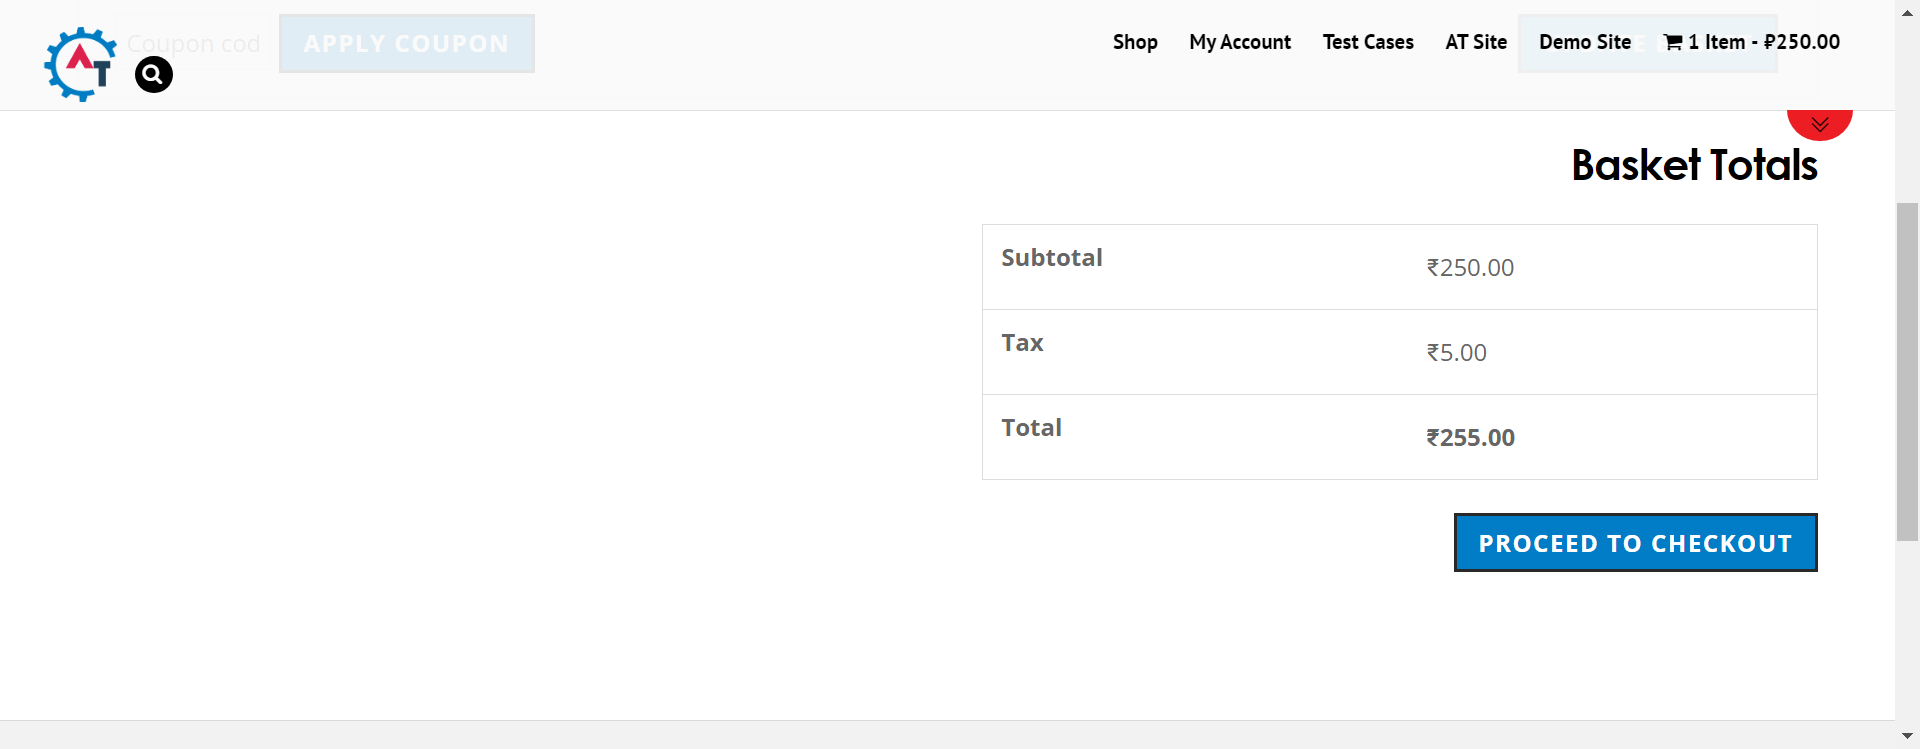 Coupon cod
APPLY COUPON
AT
Shop
My Account
Test Cases
AT Site
Demo Site
1 Item - ₽250.00
Basket Totals
Subtotal ₹250.00
Tax ₹5.00
Total ₹255.00
PROCEED TO CHECKOUT